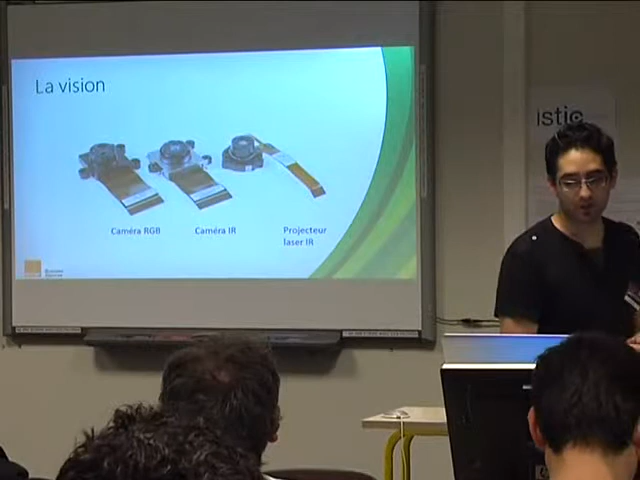 La vision
Caméra RGB
Caméra IR
Projecteur
laser IR
istic